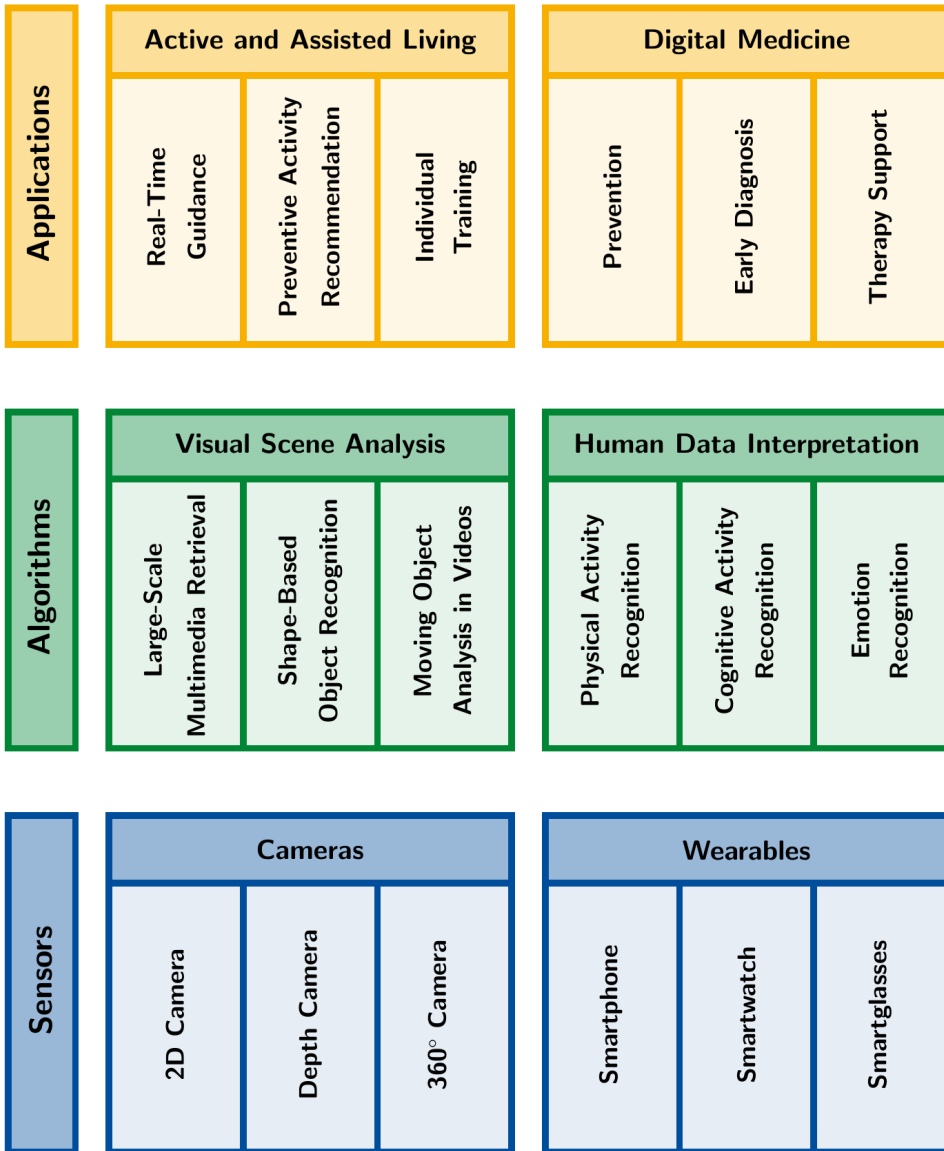 Applications
Active and Assisted Living
Real-Time
Guidance
Preventive Activity
Recommendation
Individual
Training
Digital Medicine
Prevention
Early Diagnosis
Therapy Support
Algorithms
Visual Scene Analysis
Large-Scale
Multimedia Retrieval
Shape-Based
Object Recognition
Moving Object
Analysis in Videos
Human Data Interpretation
Physical Activity
Recognition
Cognitive Activity
Recognition
Emotion
Recognition
Sensors
Cameras
2D Camera
Depth Camera
360° Camera
Wearables
Smartphone
Smartwatch
Smartglasses